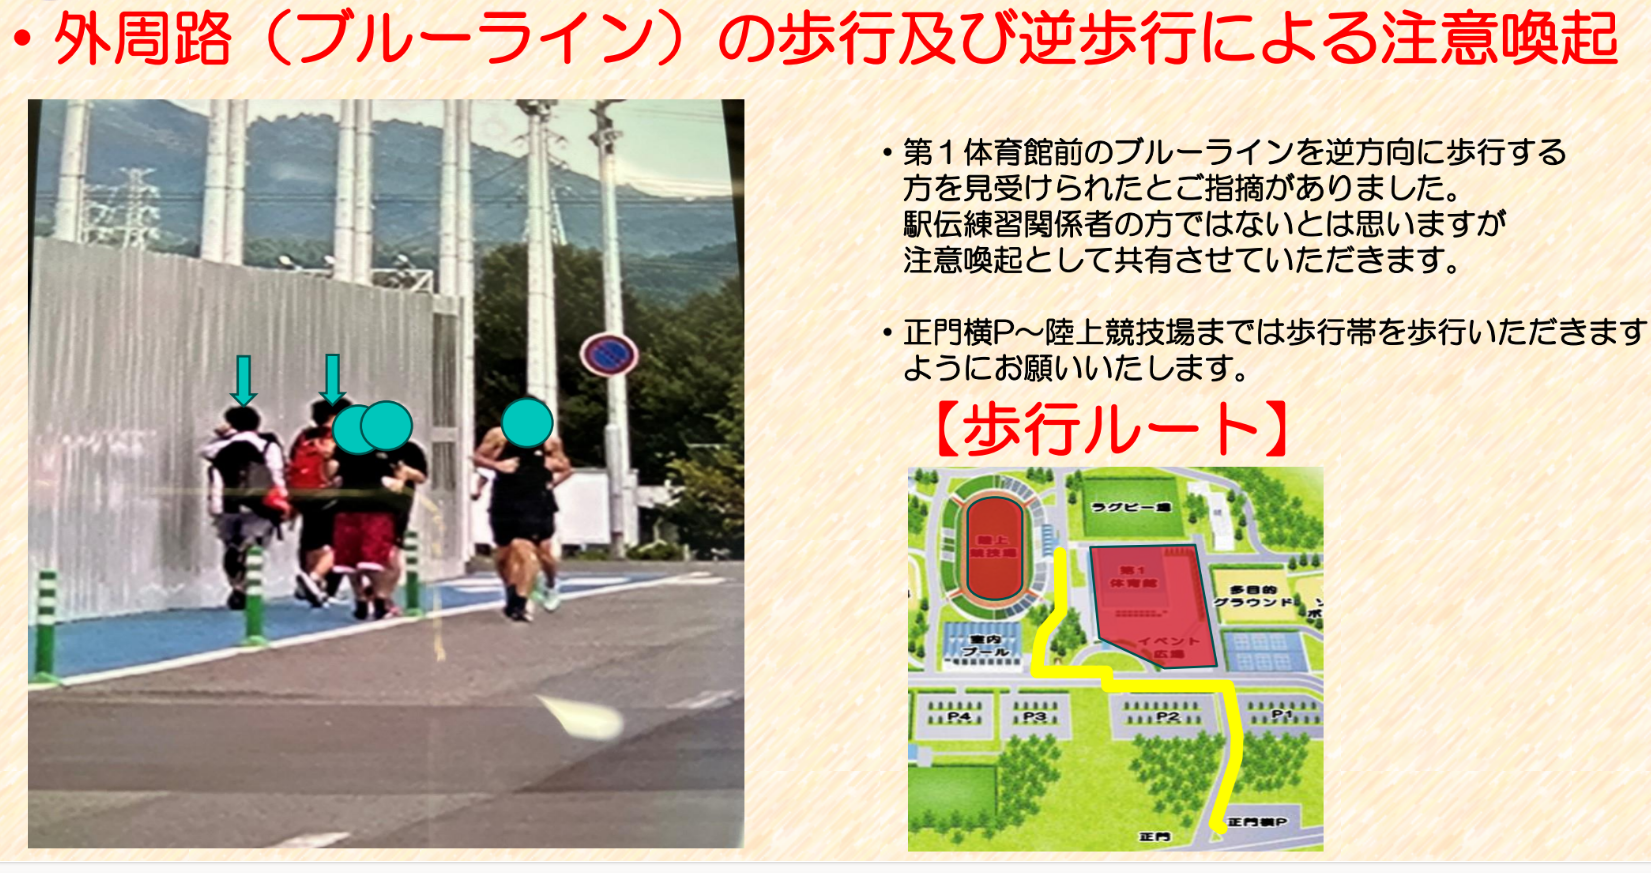 ・外周路（ブルーライン）の歩行及び逆歩行による注意喚起
・第１体育館前のブルーラインを逆方向に歩行する
方を見受けられたとご指摘がありました。
駅伝練習関係者の方ではないとは思いますが
注意喚起として共有させていただきます。
・正門横P～陸上競技場までは歩行帯を歩行いただきます
ようにお願いいたします。
【歩行ルート】
ラグビー場
陸上
競技場
第１
体育館
多目的
グラウンド
イベント
広場
室内
プール
P4
P3
P2
P1
正門横P
正門